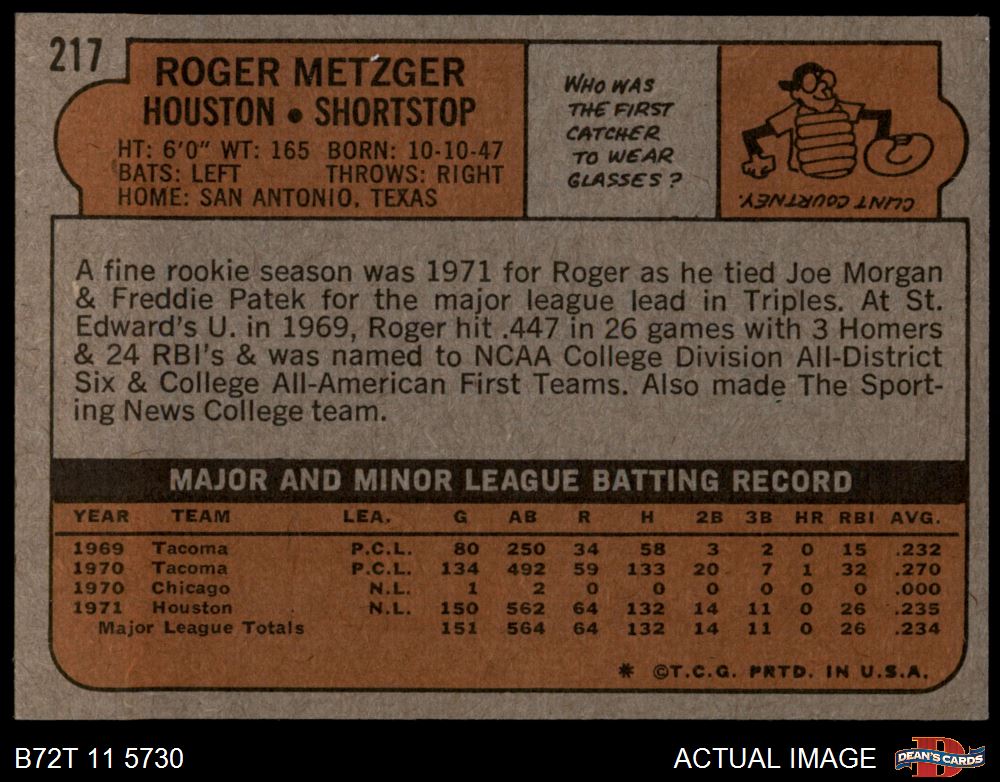 217
ROGER METZGER
HOUSTON • SHORTSTOP
HT: 6'0" WT: 165 BORN: 10-10-47
BATS: LEFT THROWS: RIGHT
HOME: SAN ANTONIO, TEXAS
WHO WAS
THE FIRST
CATCHER
TO WEAR
GLASSES?
CLINT COURTNEY.
A fine rookie season was 1971 for Roger as he tied Joe Morgan
& Freddie Patek for the major league lead in Triples. At St.
Edward's U. in 1969, Roger hit .447 in 26 games with 3 Homers
& 24 RBI's & was named to NCAA College Division All-District
Six & College All-American First Teams. Also made The Sport-
ing News College team.
MAJOR AND MINOR LEAGUE BATTING RECORD
YEAR TEAM LEA. G AB R H 2B 3B HR RBI AVG.
1969 Tacoma P.C.L. 80 250 34 58 3 2 0 15 .232
1970 Tacoma P.C.L. 134 492 59 133 20 7 1 32 .270
1970 Chicago N.L. 1 2 0 0 0 0 0 0 .000
1971 Houston N.L. 150 562 64 132 14 11 0 26 .235
Major League Totals 151 564 64 132 14 11 0 26 .234
* ©T.C.G. PRTD. IN U.S.A.
B72T 11 5730
ACTUAL IMAGE
D
DEAN'S CARDS